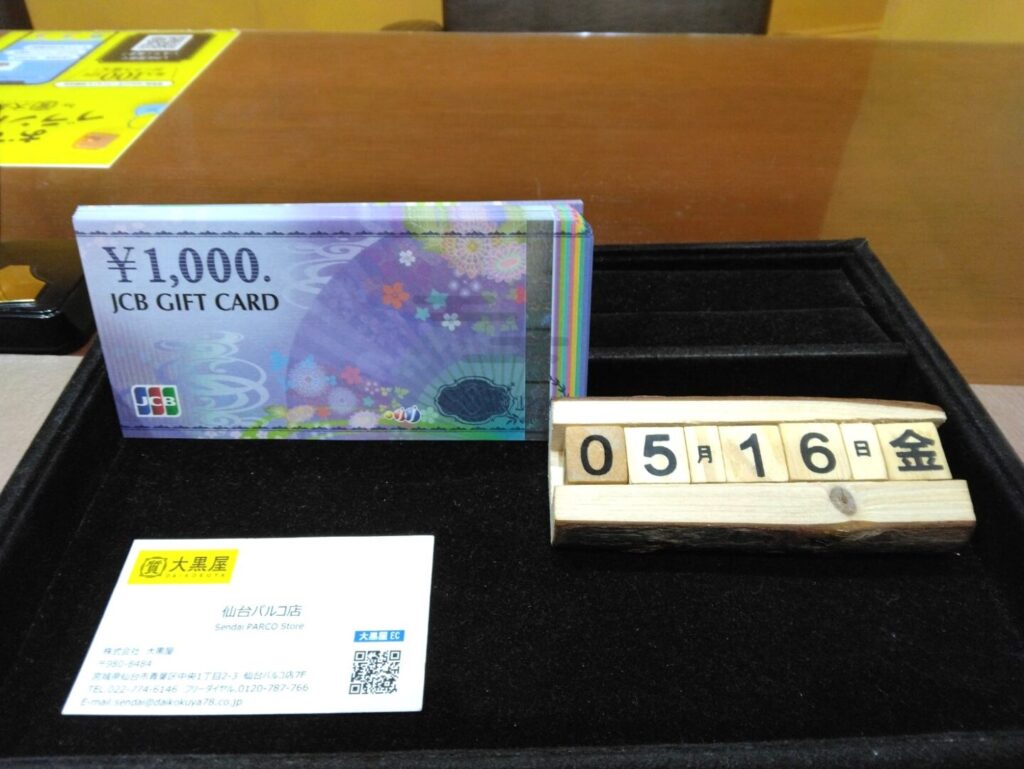 ¥1,000.
JCB GIFT CARD
JCB
05月16日金
質 大黒屋
DAIKOKUYA
仙台パルコ店
Sendai PARCO Store
大黒屋 EC
株式会社 大黒屋
〒980-8484
宮城県仙台市青葉区中央1丁目2-3 仙台パルコ店7F
TEL.022-774-6146 フリーダイヤル.0120-787-766
E-mail sendai@daikokuya78.co.jp